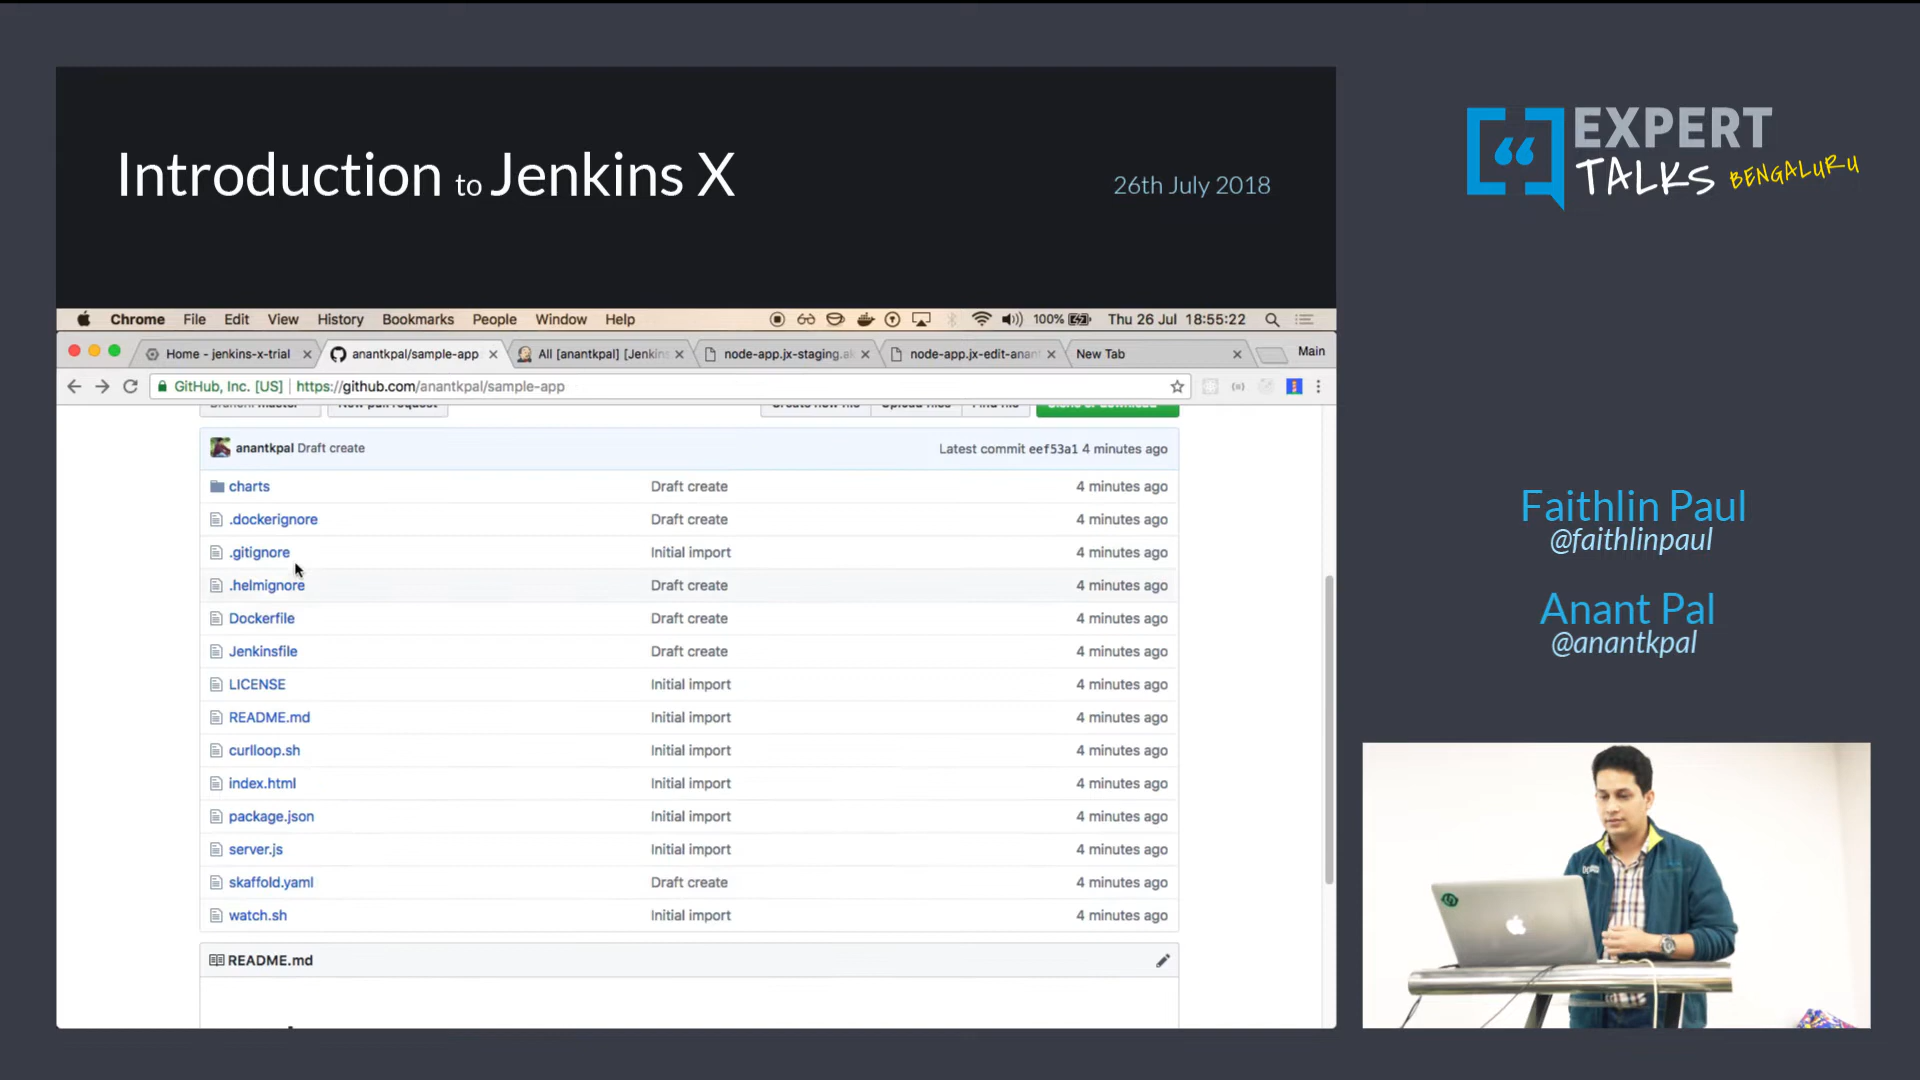 Introduction to Jenkins X
26th July 2018
EXPERT
TALKS BENGALURU
Chrome File Edit View History Bookmarks People Window Help
100% Thu 26 Jul 18:55:22
Home - jenkins-x-trial
anantkpal/sample-app
All [anantkpal] [Jenkins
node-app.jx-staging.a
node-app.jx-edit-anant
New Tab
Main
GitHub, Inc. [US] https://github.com/anantkpal/sample-app
anantkpal Draft create Latest commit eef53a1 4 minutes ago
charts Draft create 4 minutes ago
.dockerignore Draft create 4 minutes ago
.gitignore Initial import 4 minutes ago
.helmignore Draft create 4 minutes ago
Dockerfile Draft create 4 minutes ago
Jenkinsfile Draft create 4 minutes ago
LICENSE Initial import 4 minutes ago
README.md Initial import 4 minutes ago
curlloop.sh Initial import 4 minutes ago
index.html Initial import 4 minutes ago
package.json Initial import 4 minutes ago
server.js Initial import 4 minutes ago
skaffold.yaml Draft create 4 minutes ago
watch.sh Initial import 4 minutes ago
README.md
Faithlin Paul
@faithlinpaul
Anant Pal
@anantkpal